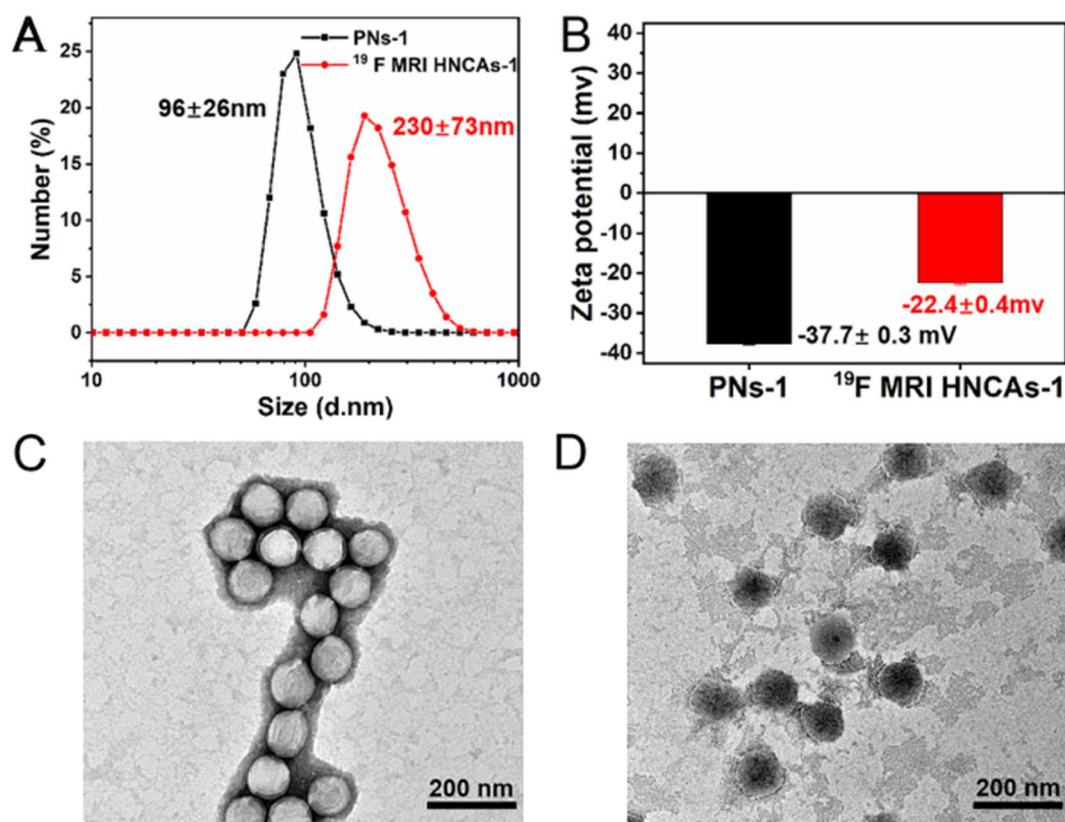 A
PNs-1
¹⁹F MRI HNCAs-1
96±26nm
230±73nm
Number (%)
25
20
15
10
5
0
10
100
1000
Size (d.nm)
B
Zeta potential (mv)
40
30
20
10
0
-10
-20
-30
-40
-22.4±0.4mv
-37.7± 0.3 mV
PNs-1
¹⁹F MRI HNCAs-1
C
200 nm
D
200 nm